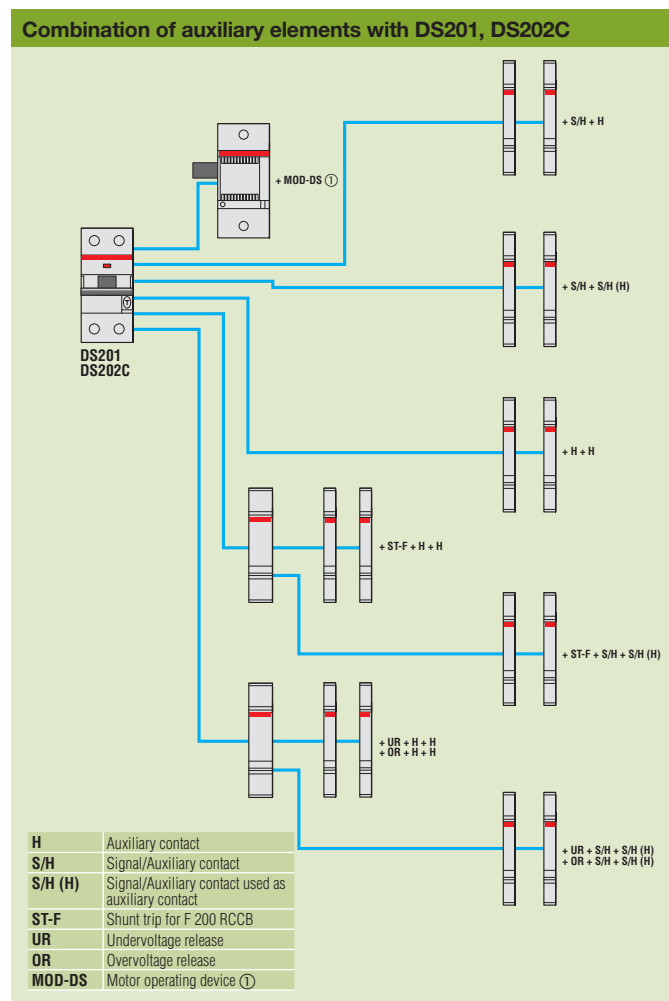 Combination of auxiliary elements with DS201, DS202C
+ S/H + H
+ MOD-DS ①
+ S/H + S/H (H)
DS201
DS202C
+ H + H
+ ST-F + H + H
+ ST-F + S/H + S/H (H)
+ UR + H + H
+ OR + H + H
+ UR + S/H + S/H (H)
+ OR + S/H + S/H (H)
H Auxiliary contact
S/H Signal/Auxiliary contact
S/H (H) Signal/Auxiliary contact used as
auxiliary contact
ST-F Shunt trip for F 200 RCCB
UR Undervoltage release
OR Overvoltage release
MOD-DS Motor operating device ①